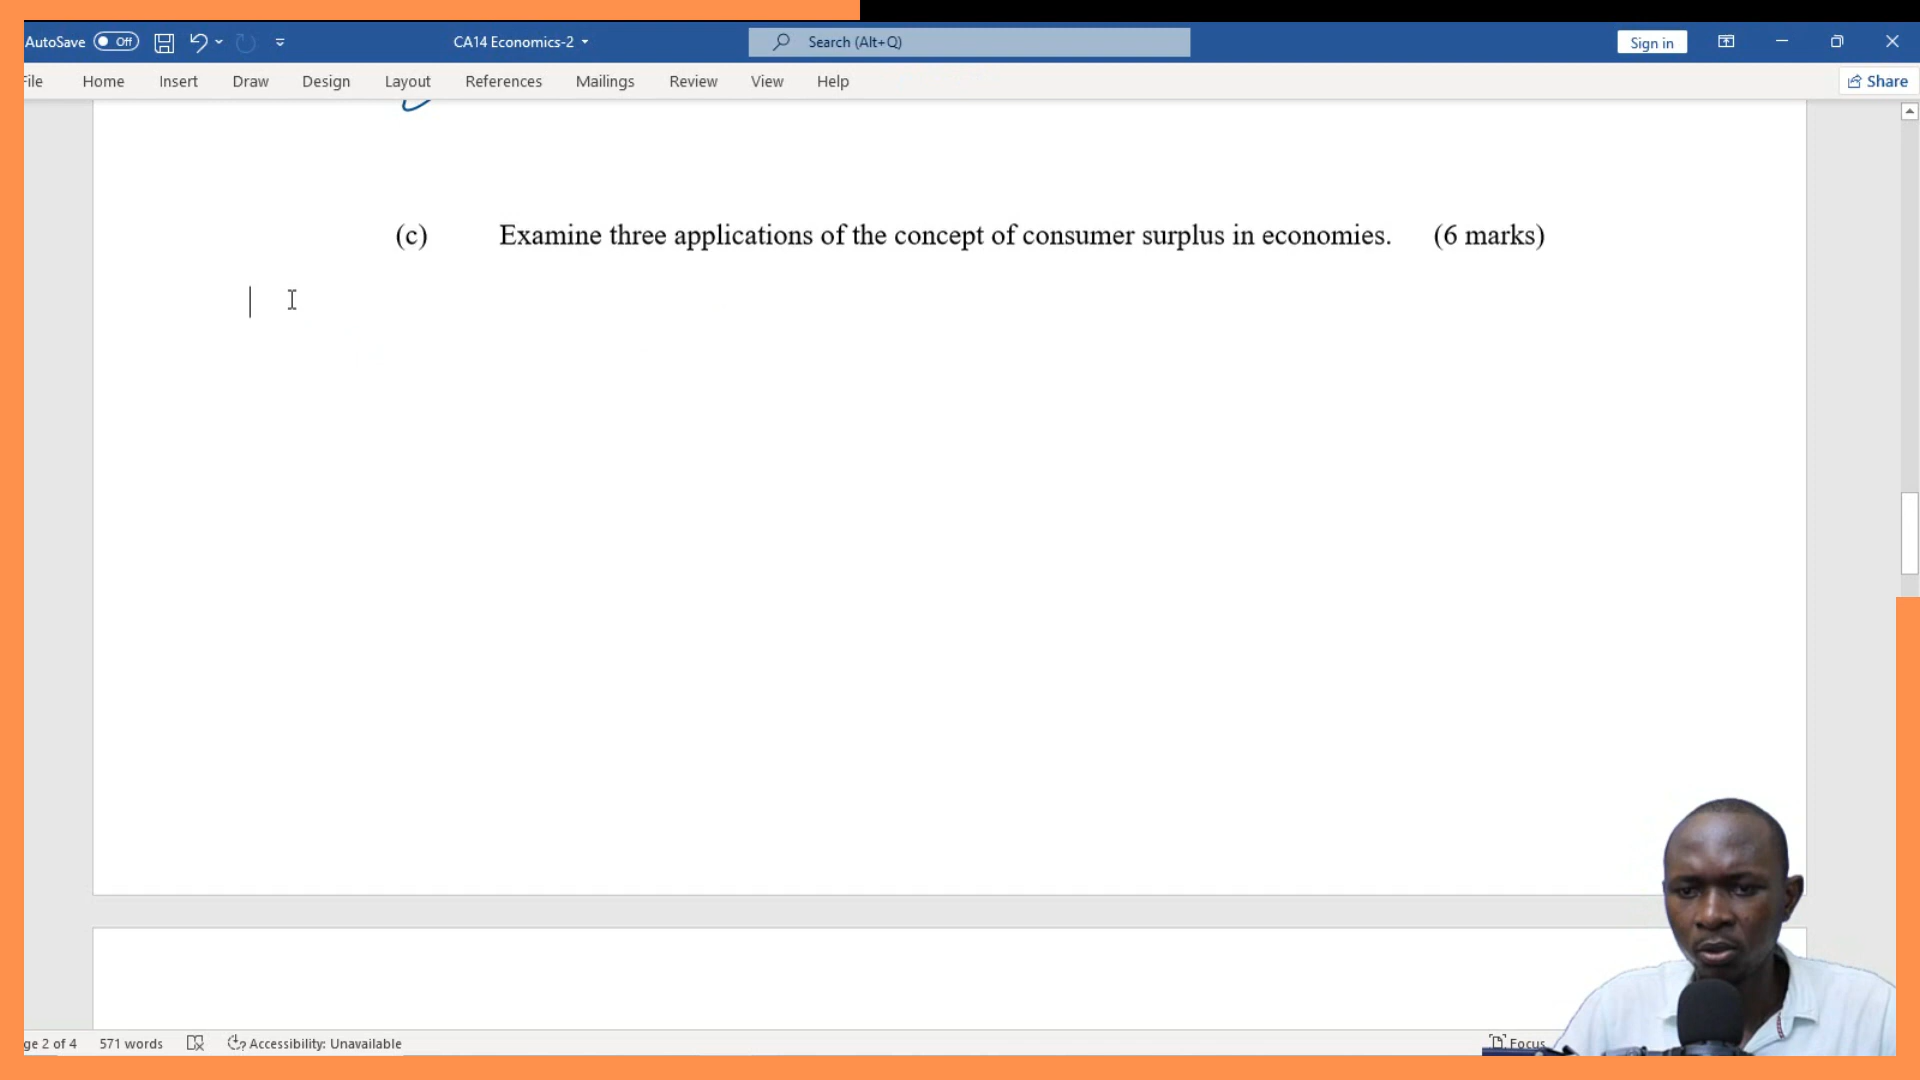 AutoSave Off CA14 Economics-2 Search (Alt+Q) Sign in
File Home Insert Draw Design Layout References Mailings Review View Help Share
(c) Examine three applications of the concept of consumer surplus in economies. (6 marks)
ge 2 of 4 571 words Accessibility: Unavailable Focus